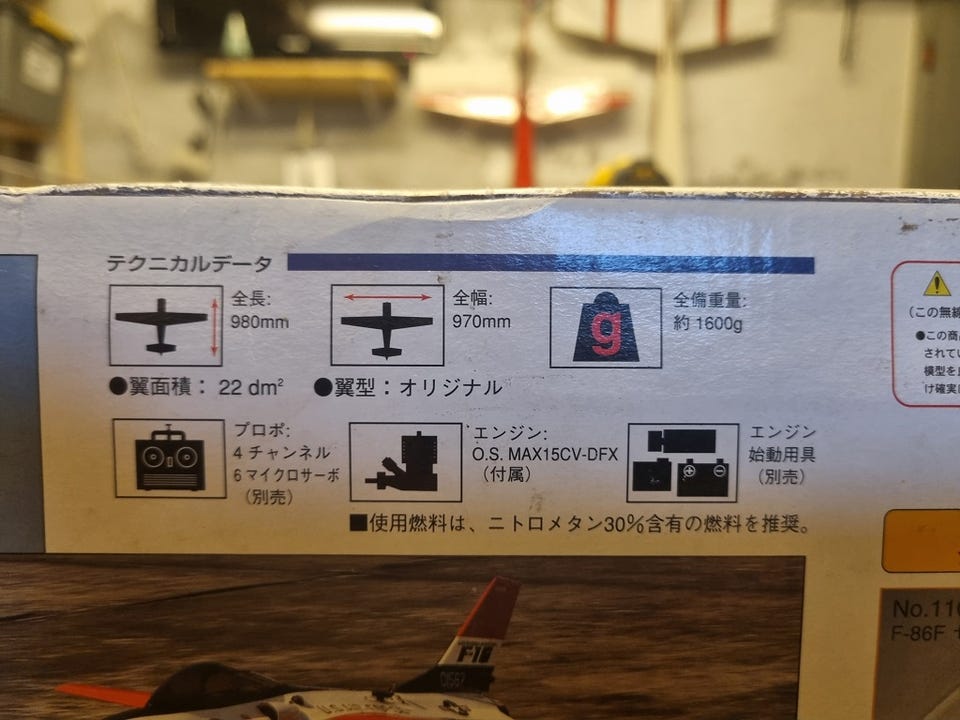 テクニカルデータ
全長:
980mm
全幅:
970mm
g
全備重量:
約 1600g
●翼面積： 22 dm²
●翼型：オリジナル
プロポ:
4 チャンネル
6 マイクロサーボ
（別売）
エンジン:
O.S. MAX15CV-DFX
（付属）
エンジン
始動用具
（別売）
■使用燃料は、ニトロメタン30%含有の燃料を推奨。
（この無線
●この商
されてい
模型を
け確実に
No.11
F-86F
F-16
01567